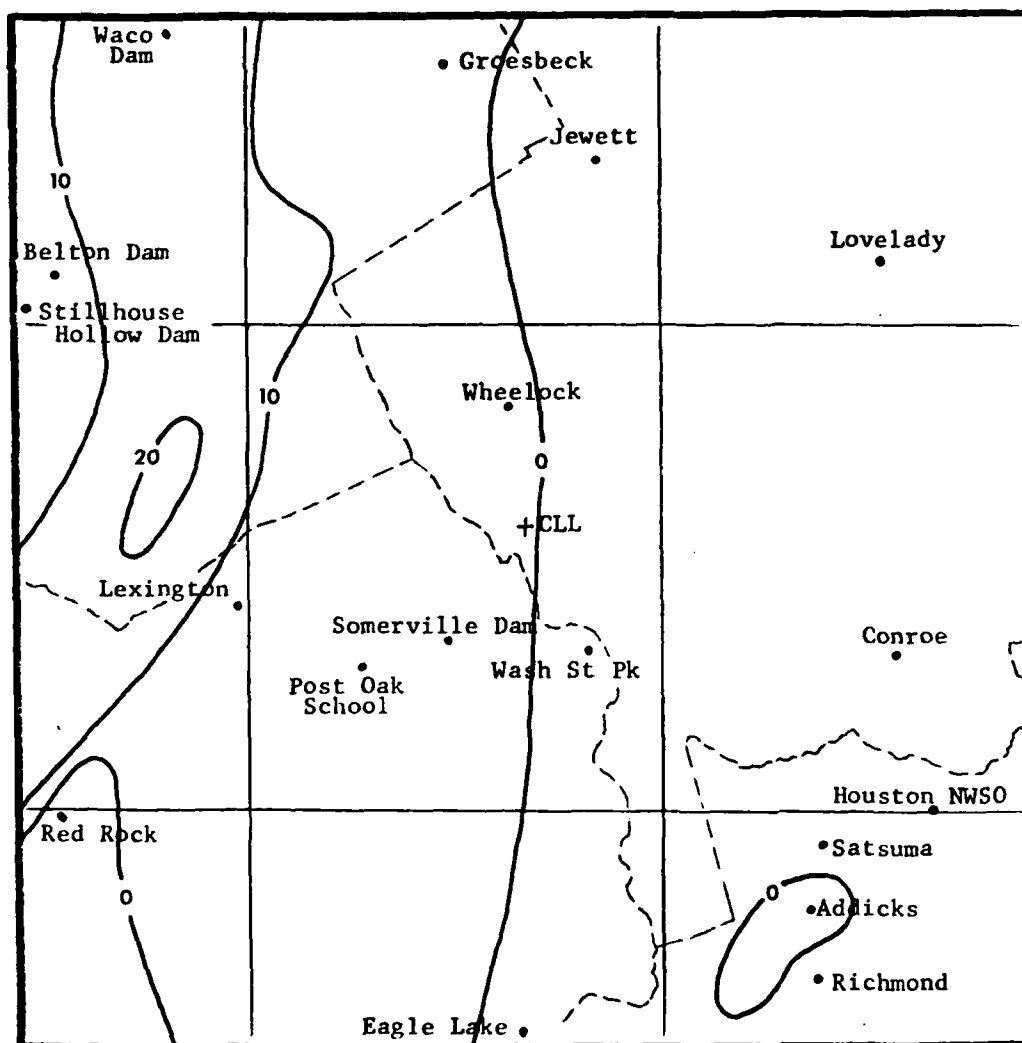 Waco
Dam
Groesbeck
Jewett
10
Belton Dam
Lovelady
Stillhouse
Hollow Dam
Wheelock
10
20
0
CLL
Lexington
Somerville Dam
Conroe
Wash St Pk
Post Oak
School
Houston NWSO
Red Rock
Satsuma
0
0
Addicks
Richmond
Eagle Lake